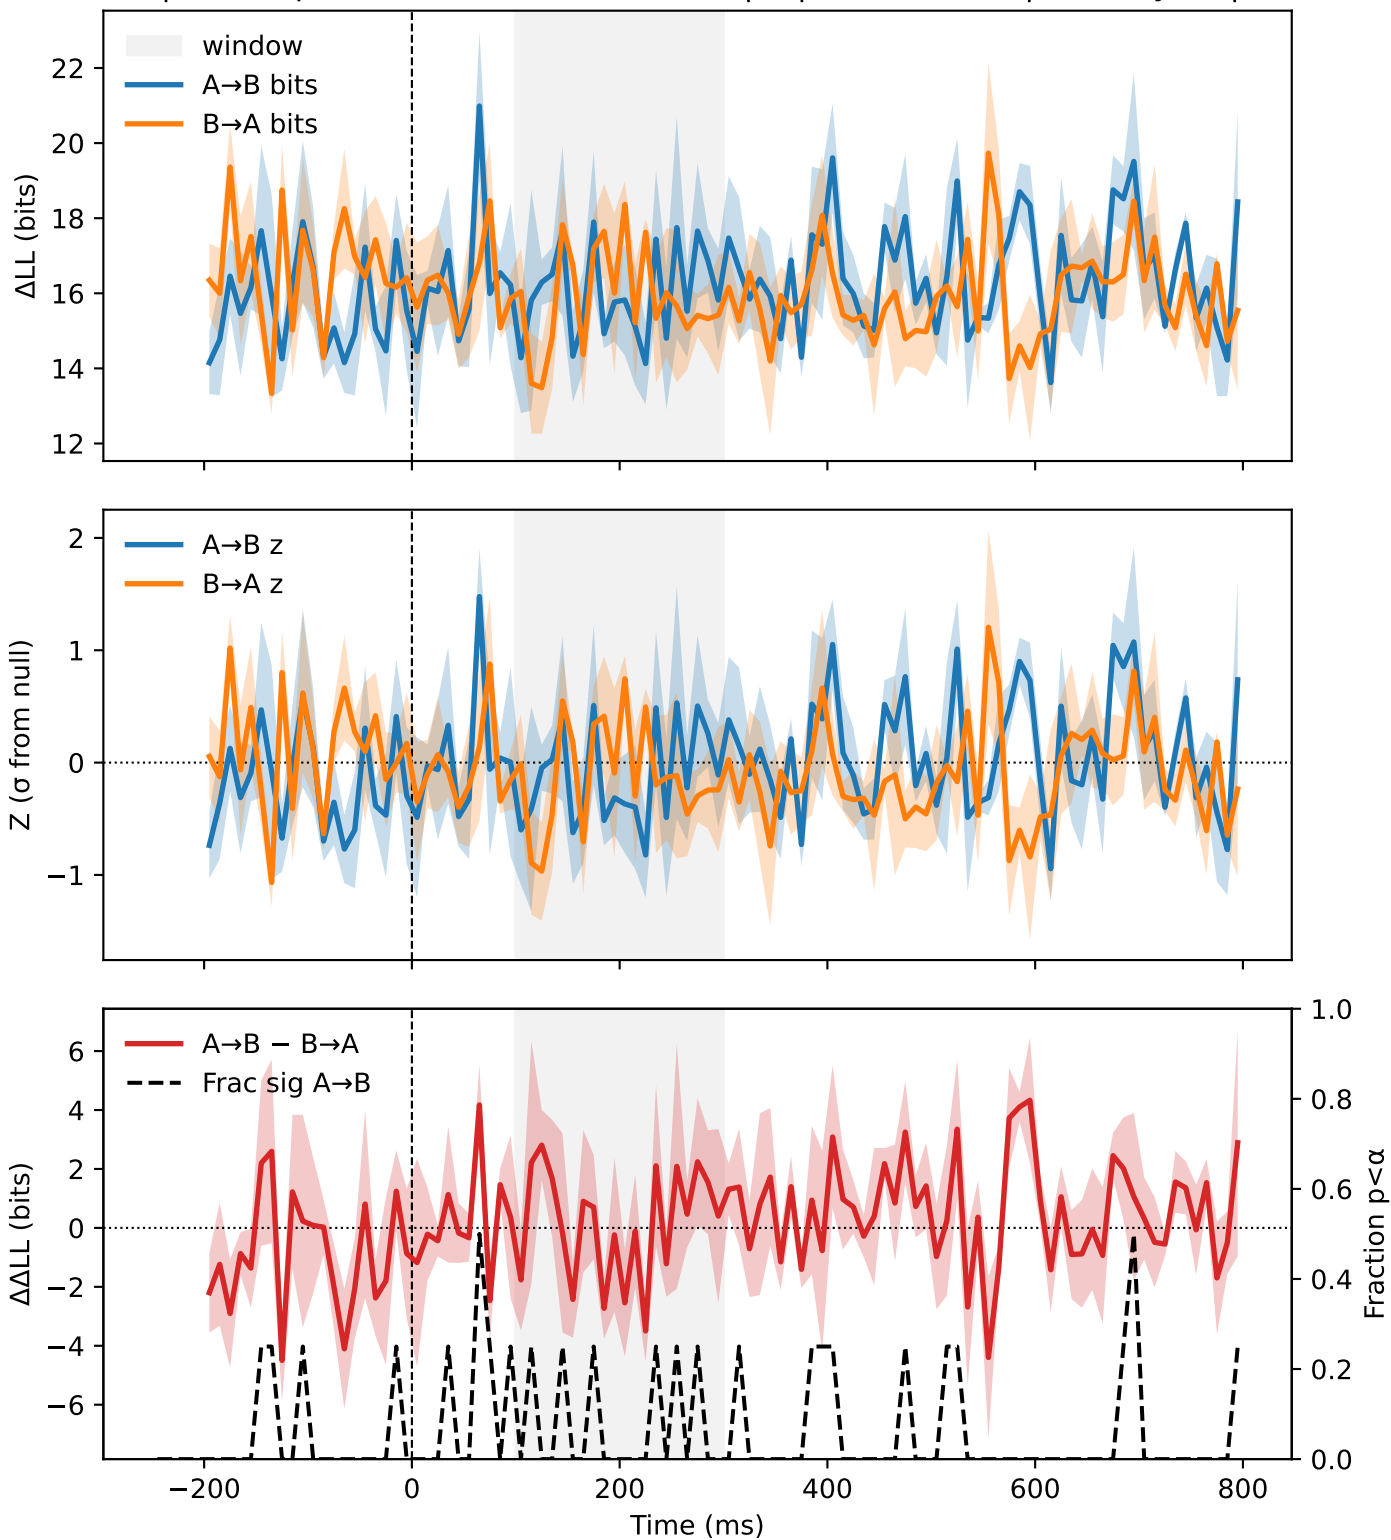 window
A→B bits
B→A bits
22
20
18
16
14
12
ΔLL (bits)
A→B z
B→A z
2
1
0
−1
Z (σ from null)
A→B − B→A
Frac sig A→B
6
4
2
0
−2
−4
−6
ΔΔLL (bits)
1.0
0.8
0.6
0.4
0.2
0.0
Fraction p<α
−200 0 200 400 600 800
Time (ms)